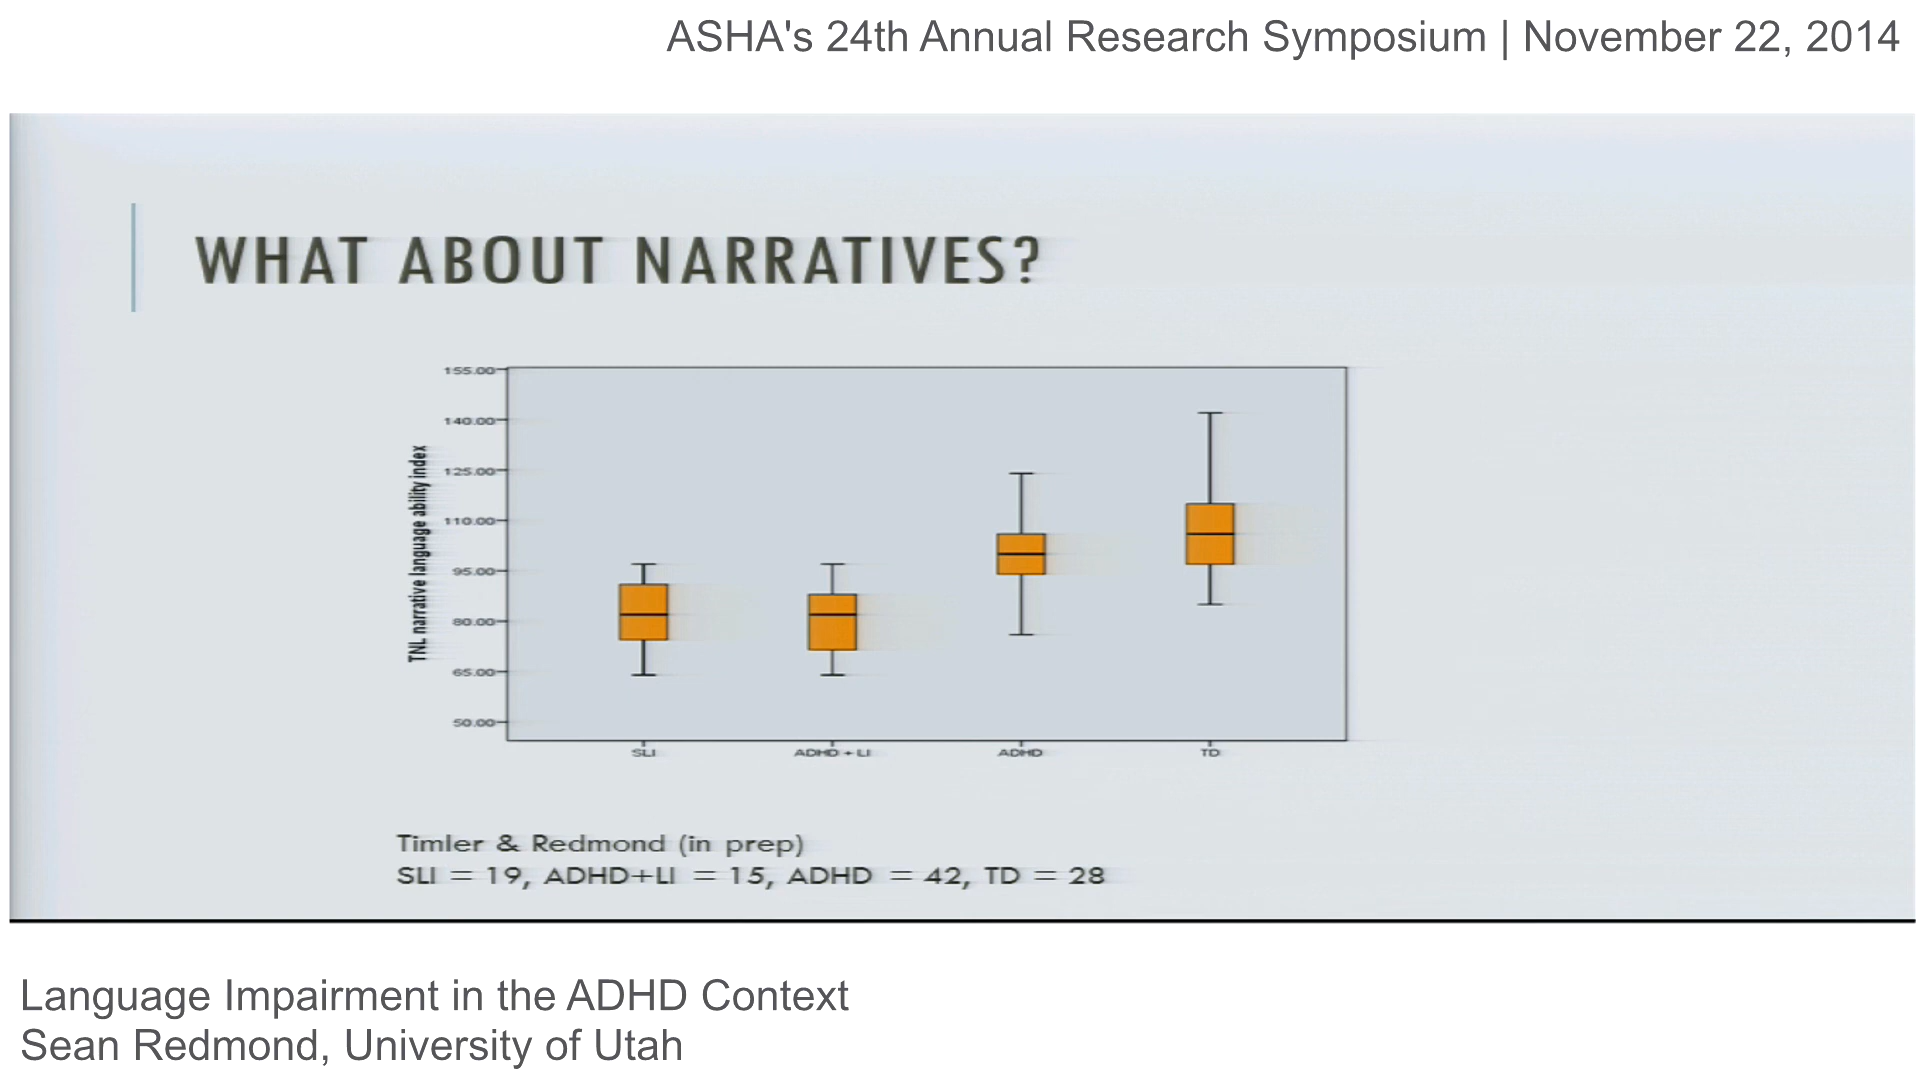 ASHA's 24th Annual Research Symposium | November 22, 2014
WHAT ABOUT NARRATIVES?
TNL narrative language ability index
155.00
140.00
125.00
110.00
95.00
80.00
65.00
50.00
SLI
ADHD + LI
ADHD
TD
Timler & Redmond (in prep)
SLI = 19, ADHD+LI = 15, ADHD = 42, TD = 28
Language Impairment in the ADHD Context
Sean Redmond, University of Utah